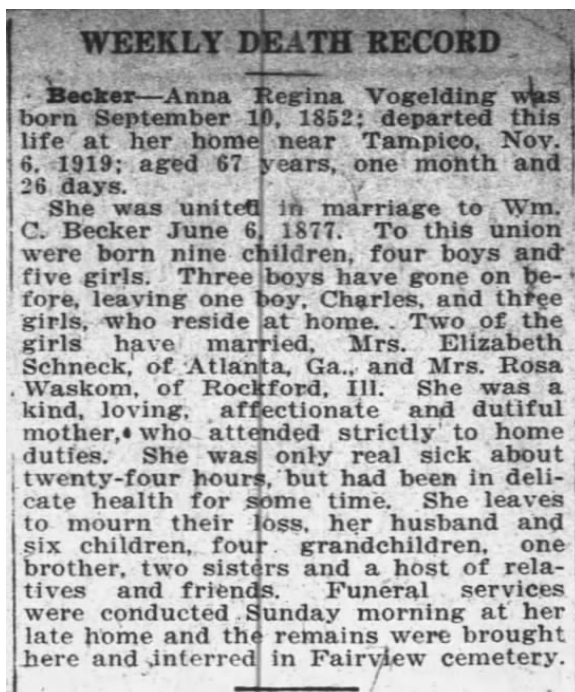 WEEKLY DEATH RECORD
Becker—Anna Regina Vogelding was
born September 10, 1852; departed this
life at her home near Tampico, Nov.
6, 1919; aged 67 years, one month and
26 days.
She was united in marriage to Wm.
C. Becker June 6, 1877. To this union
were born nine children, four boys and
five girls. Three boys have gone on be-
fore, leaving one boy, Charles, and three
girls, who reside at home. Two of the
girls have married, Mrs. Elizabeth
Schneck, of Atlanta, Ga., and Mrs. Rosa
Waskom, of Rockford, Ill. She was a
kind, loving, affectionate and dutiful
mother, who attended strictly to home
duties. She was only real sick about
twenty-four hours, but had been in deli-
cate health for some time. She leaves
to mourn their loss, her husband and
six children, four grandchildren, one
brother, two sisters and a host of rela-
tives and friends. Funeral services
were conducted Sunday morning at her
late home and the remains were brought
here and interred in Fairview cemetery.